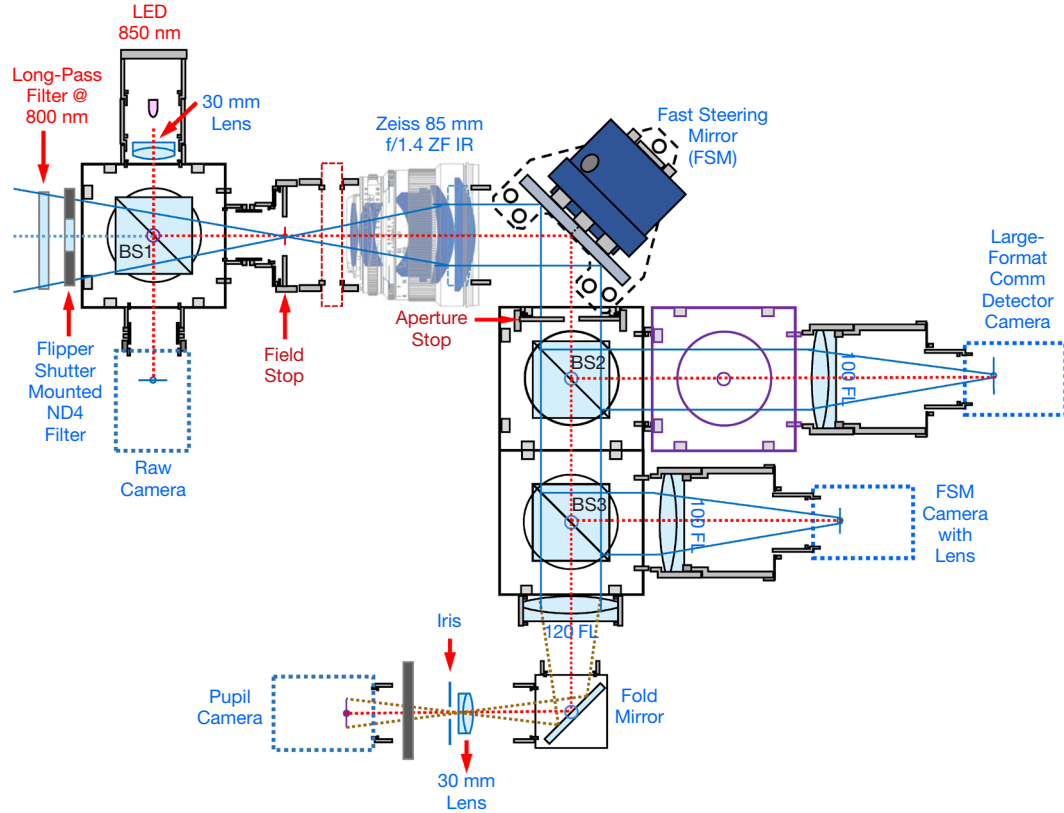 LED
850 nm
Long-Pass
Filter @
800 nm
30 mm
Lens
Zeiss 85 mm
f/1.4 ZF IR
Fast Steering
Mirror
(FSM)
BS1
Large-
Format
Comm
Detector
Camera
Aperture
Stop
Flipper
Shutter
Mounted
ND4
Filter
Field
Stop
BS2
100 FL
Raw
Camera
BS3
100 FL
FSM
Camera
with
Lens
120 FL
Iris
Pupil
Camera
Fold
Mirror
30 mm
Lens